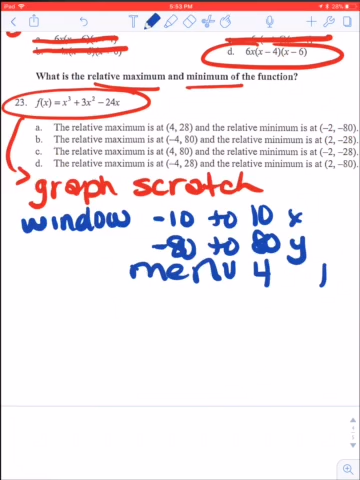 iPod
5:53 PM
39%
a. 6x(x
b.
d. 6x(x − 4)(x − 6)
What is the relative maximum and minimum of the function?
23. f(x) = x³ + 3x² − 24x
a. The relative maximum is at (4, 28) and the relative minimum is at (−2, −80).
b. The relative maximum is at (−4, 80) and the relative minimum is at (2, −28).
c. The relative maximum is at (4, 80) and the relative minimum is at (−2, −28).
d. The relative maximum is at (−4, 28) and the relative minimum is at (2, −80).
graph scratch
window -10 to 10 x
-80 to 80 y
menu 4